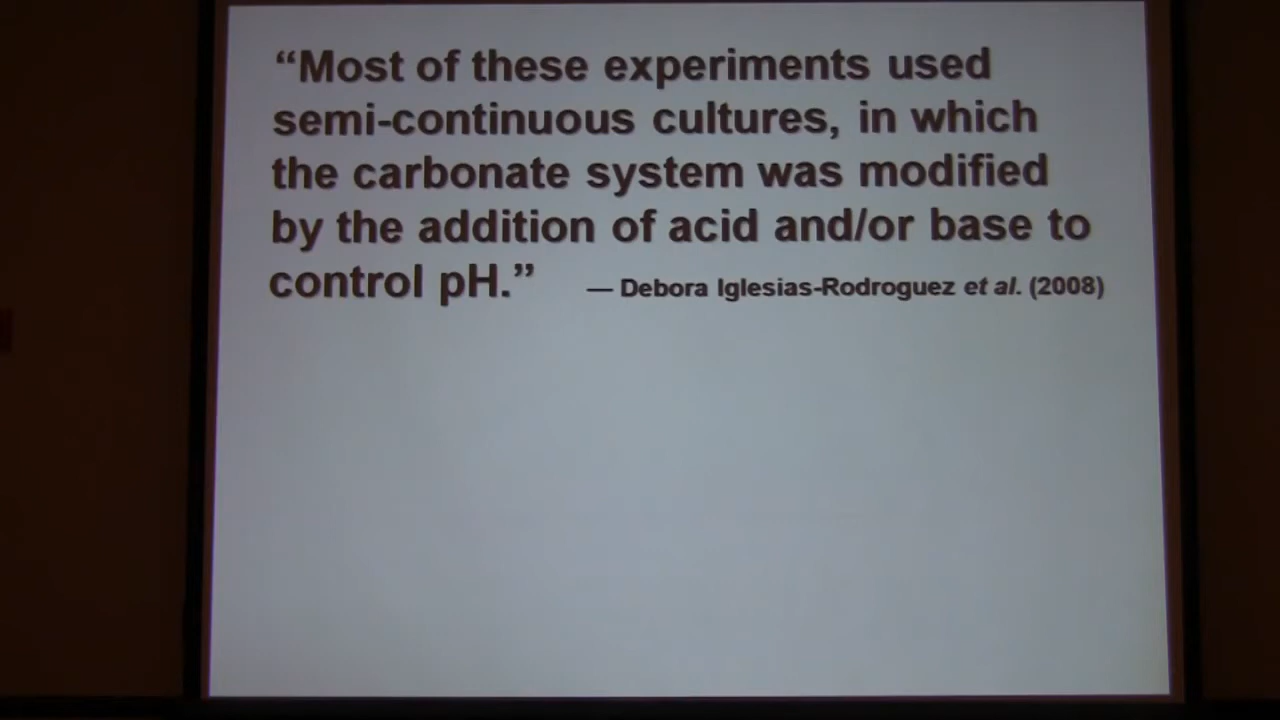 “Most of these experiments used
semi-continuous cultures, in which
the carbonate system was modified
by the addition of acid and/or base to
control pH.” — Debora Iglesias-Rodroguez et al. (2008)